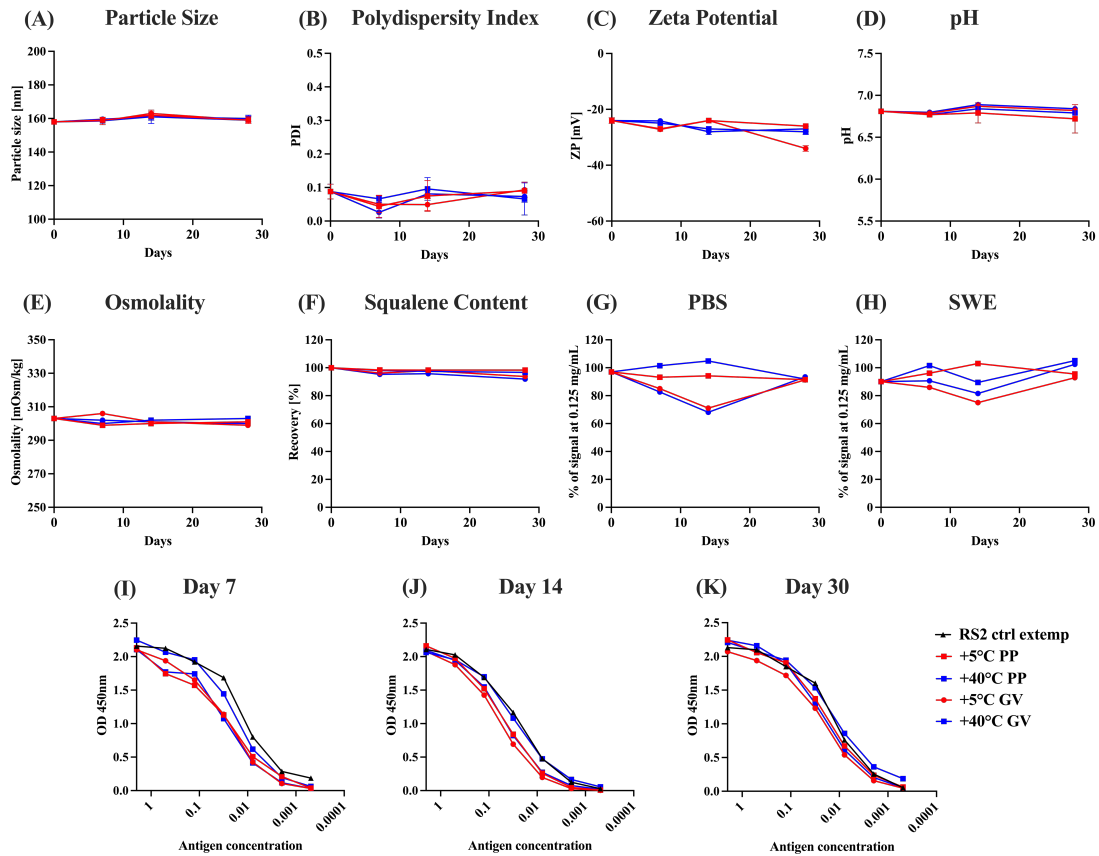 (A) Particle Size
(B) Polydispersity Index
(C) Zeta Potential
(D) pH
200
180
160
140
120
100
Particle size [nm]
0 10 20 30
Days
0.5
0.4
0.3
0.2
0.1
0.0
PDI
0 10 20 30
Days
0
-20
-40
-60
ZP [mV]
0 10 20 30
Days
7.5
7.0
6.5
6.0
5.5
pH
0 10 20 30
Days
(E) Osmolality
(F) Squalene Content
(G) PBS
(H) SWE
350
330
310
290
270
250
Osmolality [mOsm/kg]
0 10 20 30
Days
120
100
80
60
40
20
0
Recovery [%]
0 10 20 30
Days
120
100
80
60
40
20
0
% of signal at 0.125 mg/mL
0 10 20 30
Days
120
100
80
60
40
20
0
% of signal at 0.125 mg/mL
0 10 20 30
Days
(I) Day 7
(J) Day 14
(K) Day 30
2.5
2.0
1.5
1.0
0.5
0.0
OD 450nm
1 0.1 0.01 0.001 0.0001
Antigen concentration
2.5
2.0
1.5
1.0
0.5
0.0
OD 450nm
1 0.1 0.01 0.001 0.0001
Antigen concentration
2.5
2.0
1.5
1.0
0.5
0.0
OD 450nm
1 0.1 0.01 0.001 0.0001
Antigen concentration
RS2 ctrl extemp
+5°C PP
+40°C PP
+5°C GV
+40°C GV